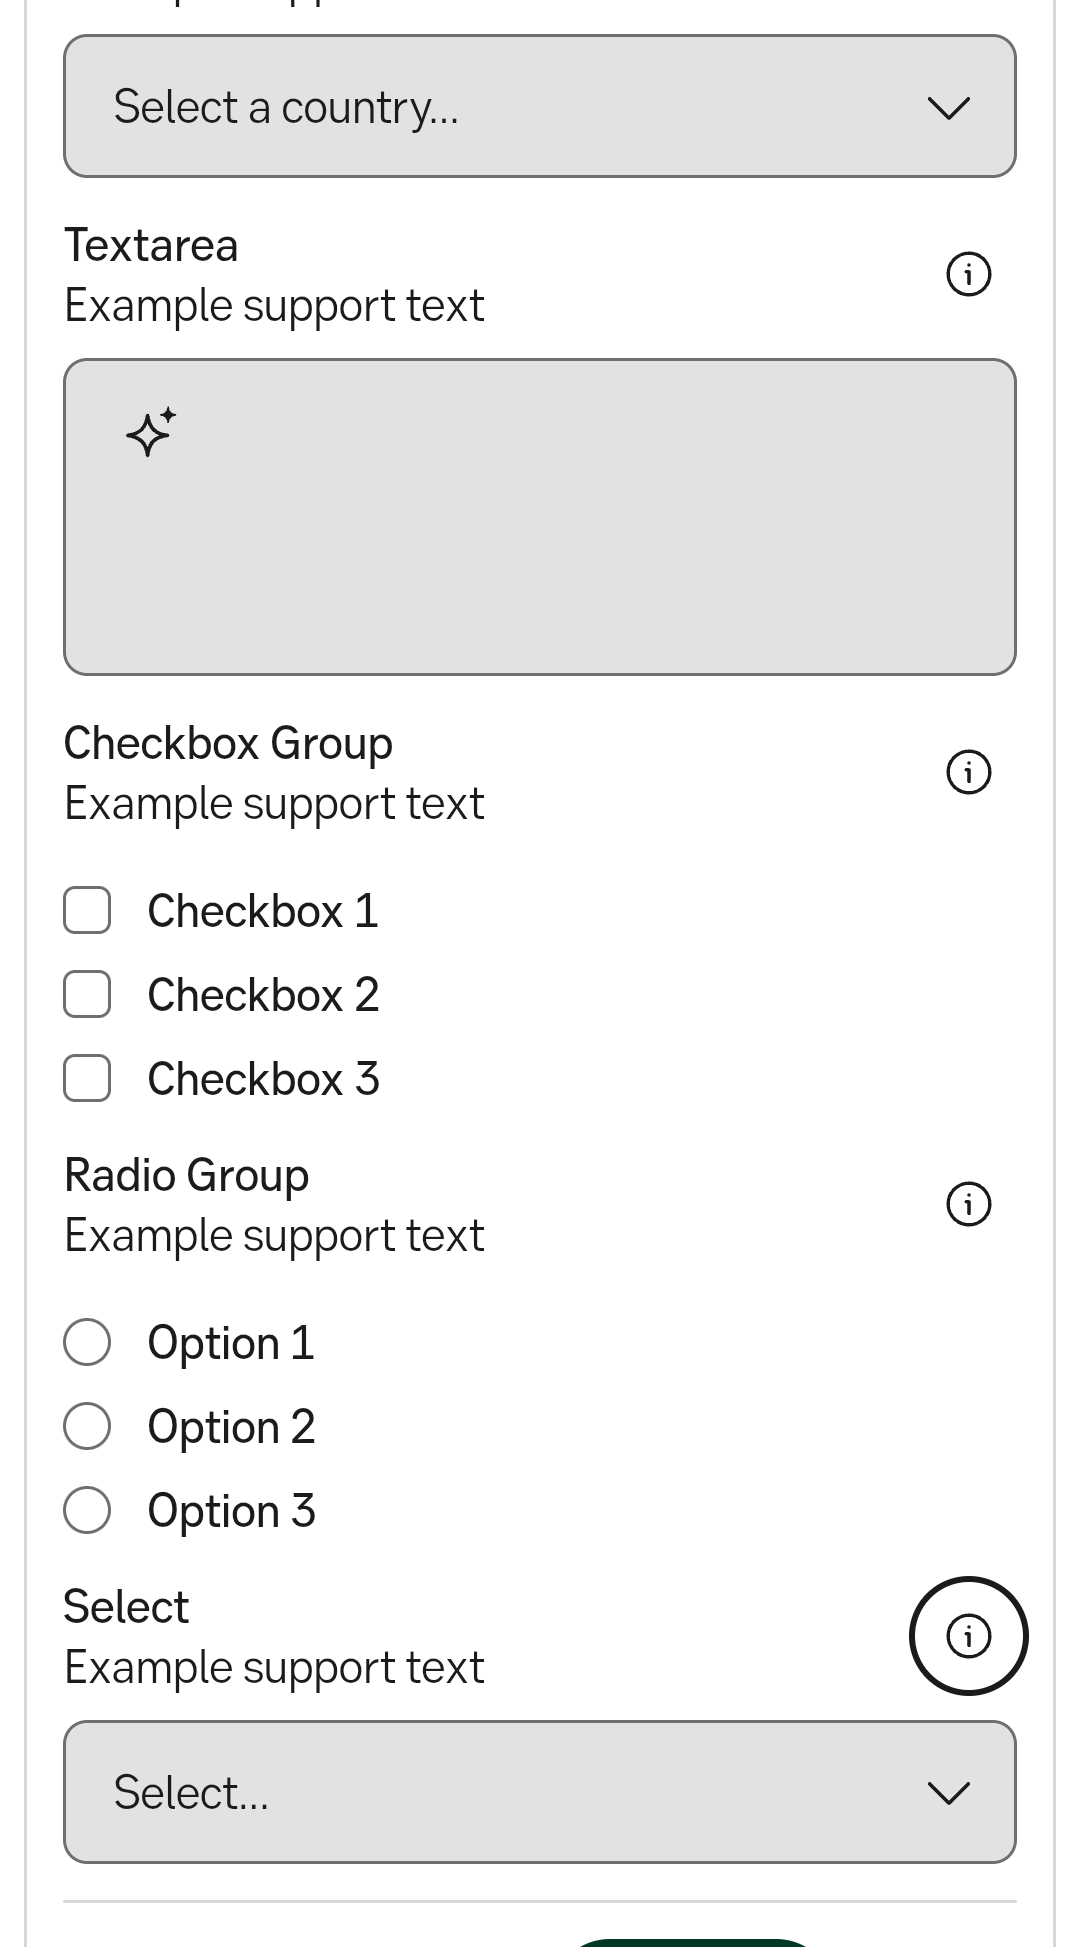 Select a country...
Textarea
Example support text
Checkbox Group
Example support text
Checkbox 1
Checkbox 2
Checkbox 3
Radio Group
Example support text
Option 1
Option 2
Option 3
Select
Example support text
Select...